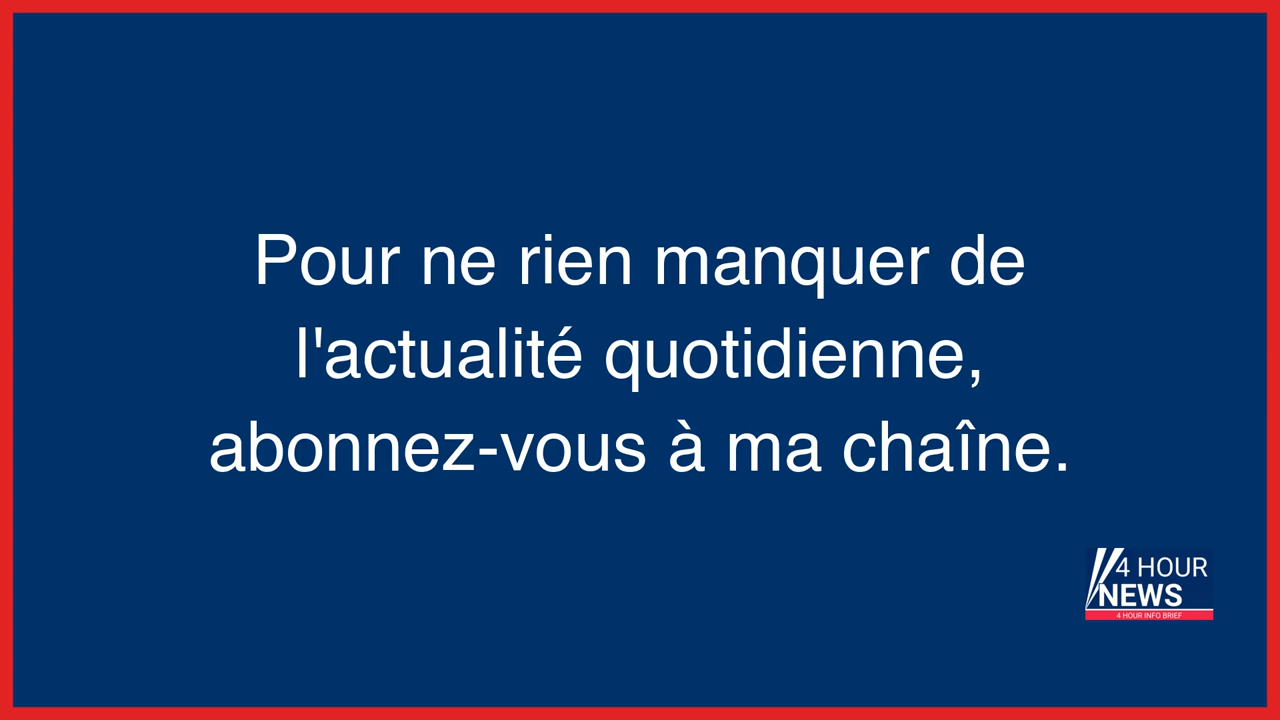 Pour ne rien manquer de
l'actualité quotidienne,
abonnez-vous à ma chaîne.
4 HOUR
NEWS
4 HOUR INFO BRIEF